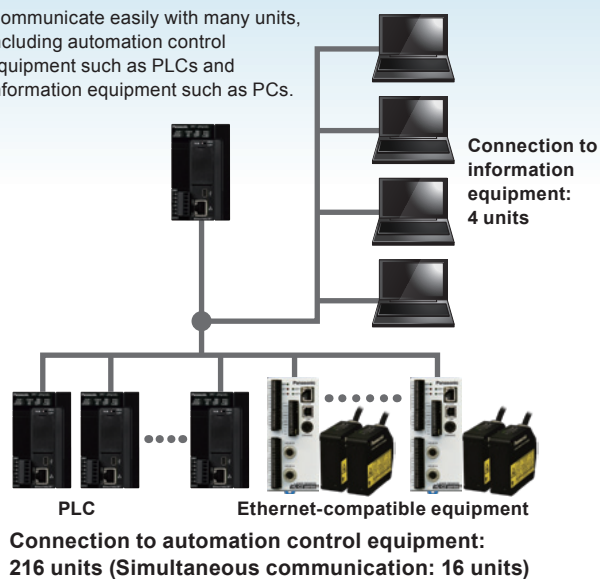 ommunicate easily with many units,
cluding automation control
quipment such as PLCs and
formation equipment such as PCs.
Connection to
information
equipment:
4 units
Panasonic
Panasonic
PLC
Ethernet-compatible equipment
Connection to automation control equipment:
216 units (Simultaneous communication: 16 units)